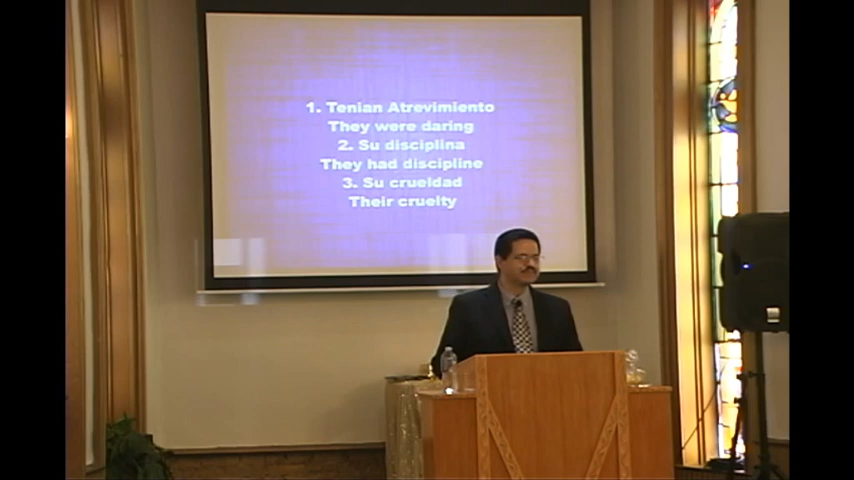 1. Tenian Atrevimiento
They were daring
2. Su disciplina
They had discipline
3. Su crueldad
Their cruelty